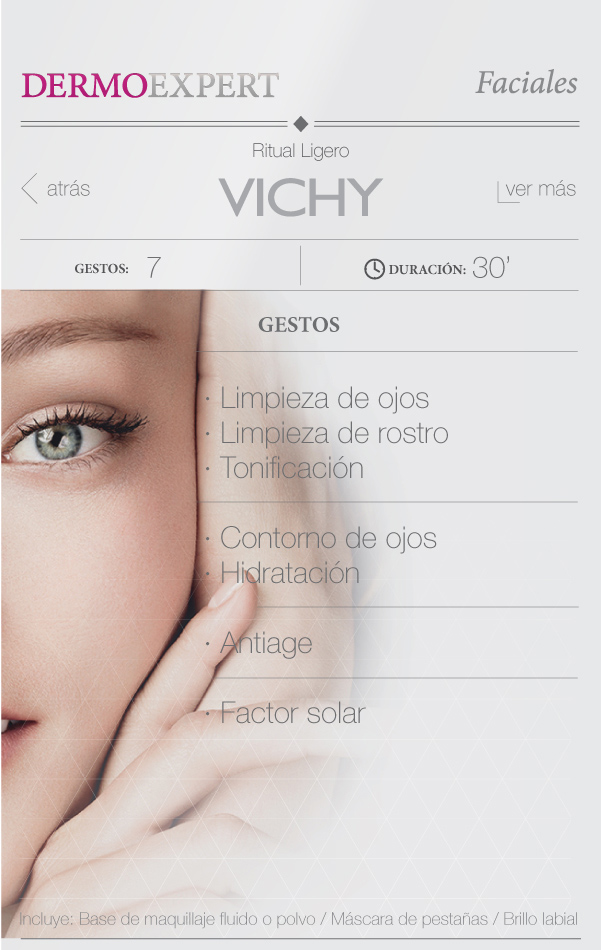 DERMOEXPERT
Faciales
Ritual Ligero
atrás
VICHY
ver más
GESTOS: 7
DURACIÓN: 30’
GESTOS
· Limpieza de ojos
· Limpieza de rostro
· Tonificación
· Contorno de ojos
· Hidratación
· Antiage
· Factor solar
Incluye: Base de maquillaje fluido o polvo / Máscara de pestañas / Brillo labial